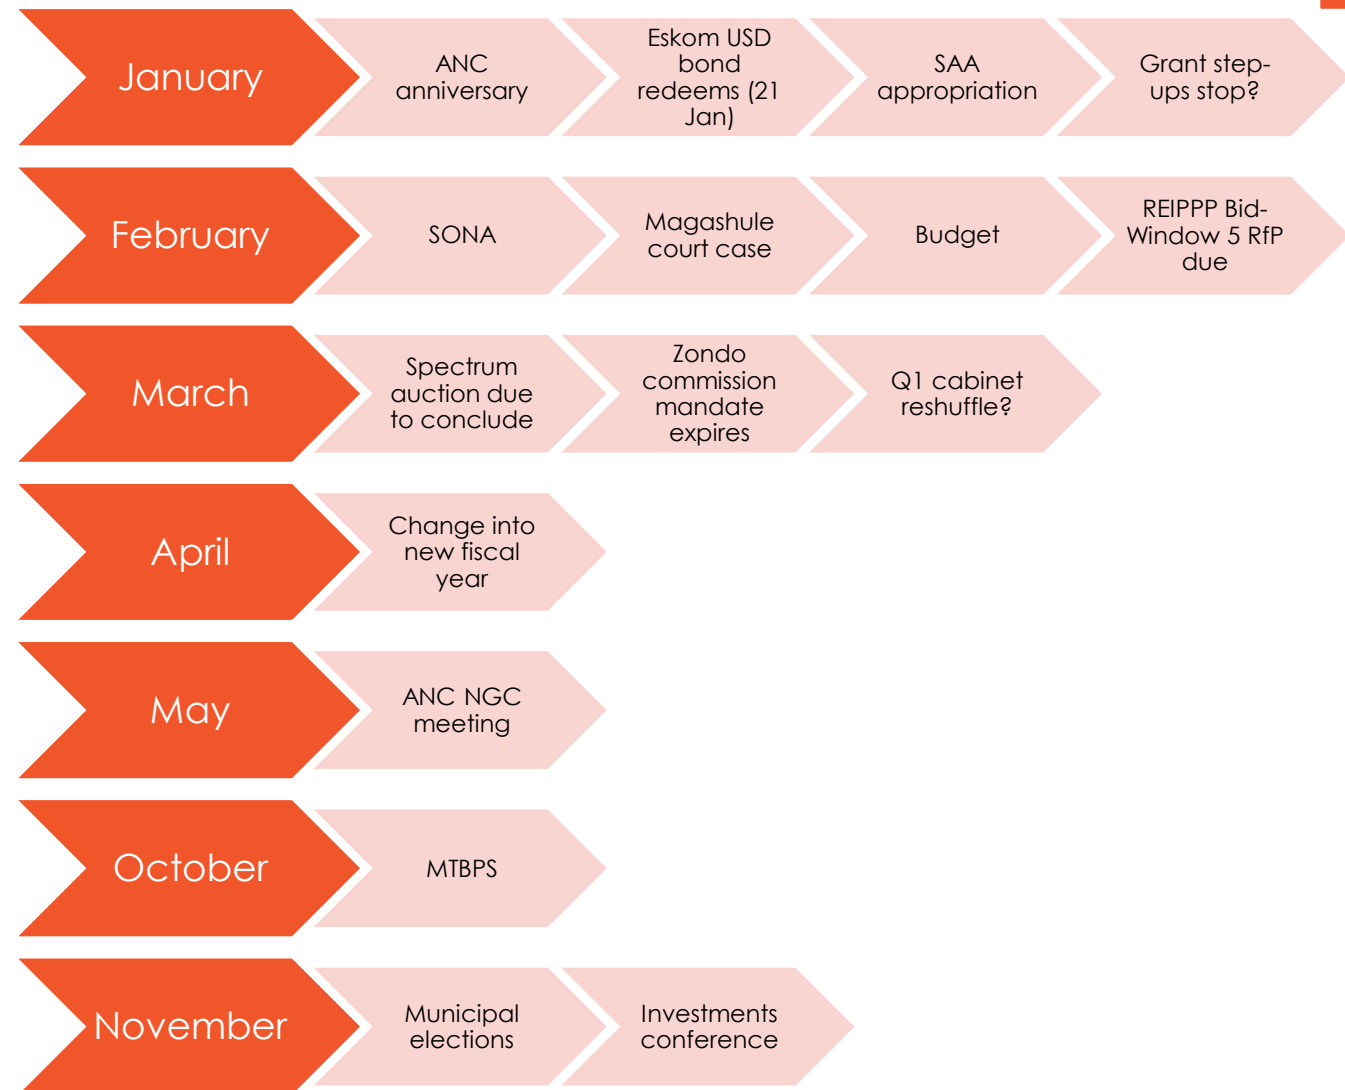 January
ANC
anniversary
Eskom USD
bond
redeems (21
Jan)
SAA
appropriation
Grant step-
ups stop?
February
SONA
Magashule
court case
Budget
REIPPP Bid-
Window 5 RfP
due
March
Spectrum
auction due
to conclude
Zondo
commission
mandate
expires
Q1 cabinet
reshuffle?
April
Change into
new fiscal
year
May
ANC NGC
meeting
October
MTBPS
November
Municipal
elections
Investments
conference